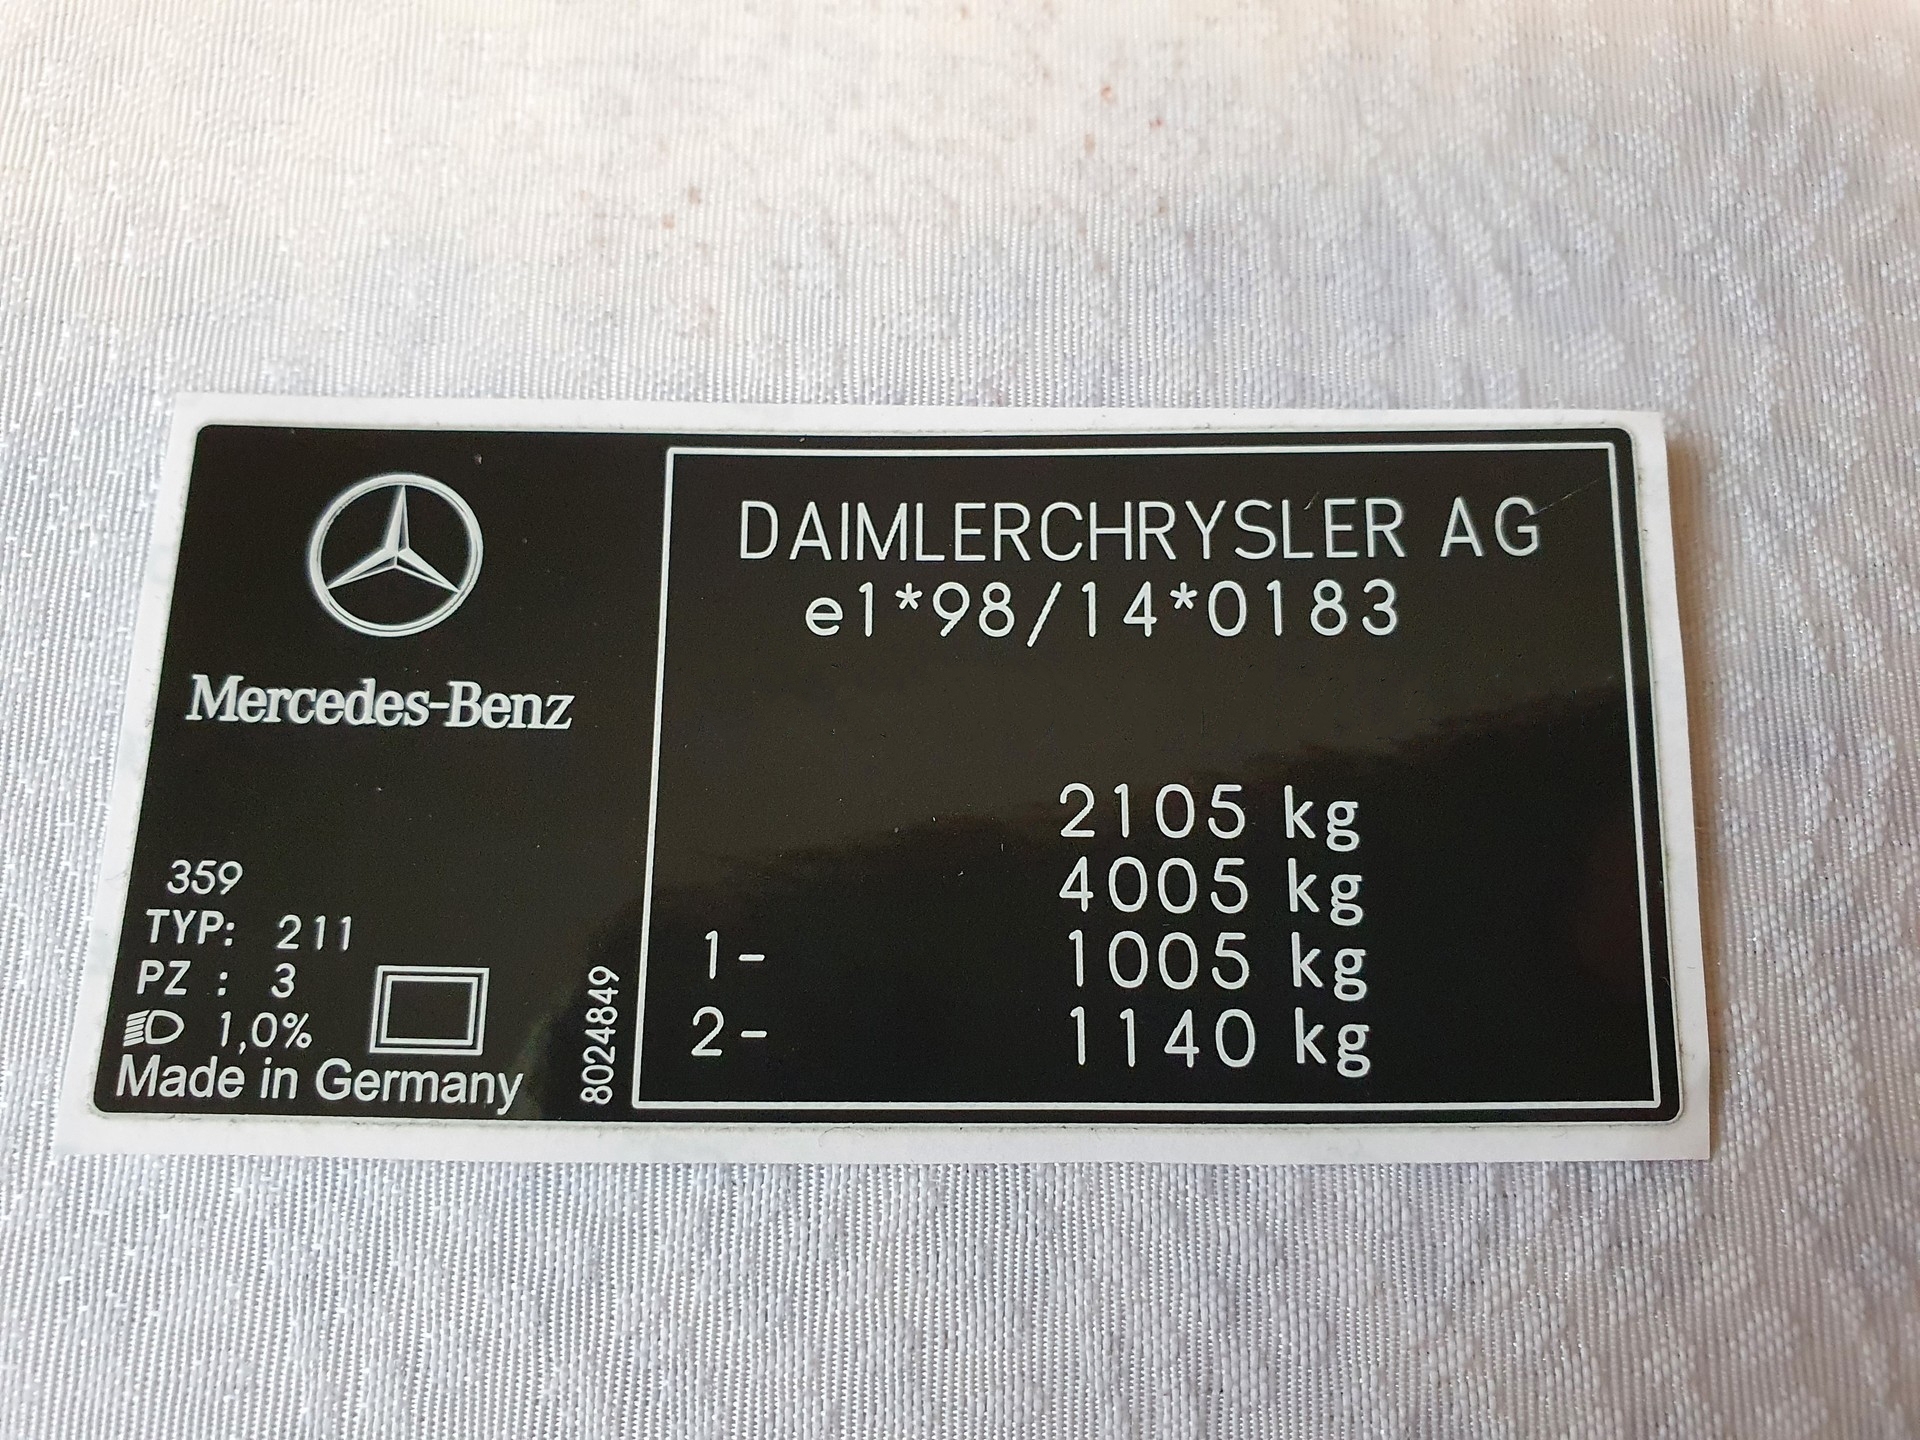 Mercedes-Benz
359
TYP: 211
PZ : 3
1,0%
Made in Germany
8024849
DAIMLERCHRYSLER AG
e1*98/14*0183
2105 kg
4005 kg
1- 1005 kg
2- 1140 kg